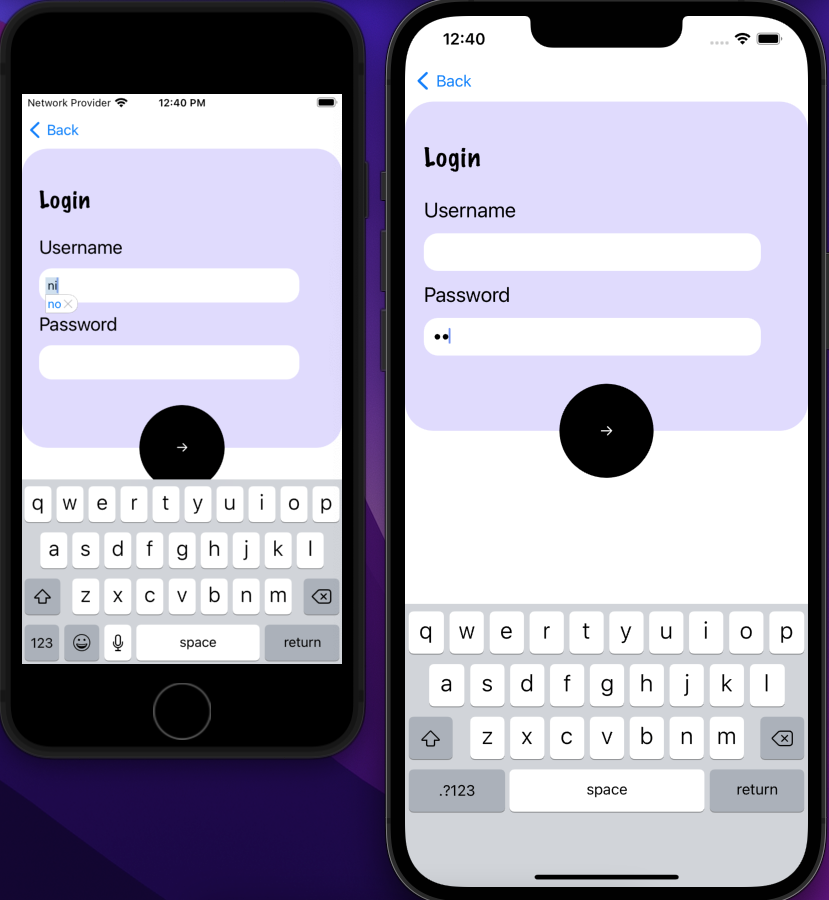 Network Provider 12:40 PM
Back
Login
Username
ni
no
Password
→
q w e r t y u i o p
a s d f g h j k l
z x c v b n m
123 space return
12:40
Back
Login
Username
Password
••
→
q w e r t y u i o p
a s d f g h j k l
z x c v b n m
.?123 space return